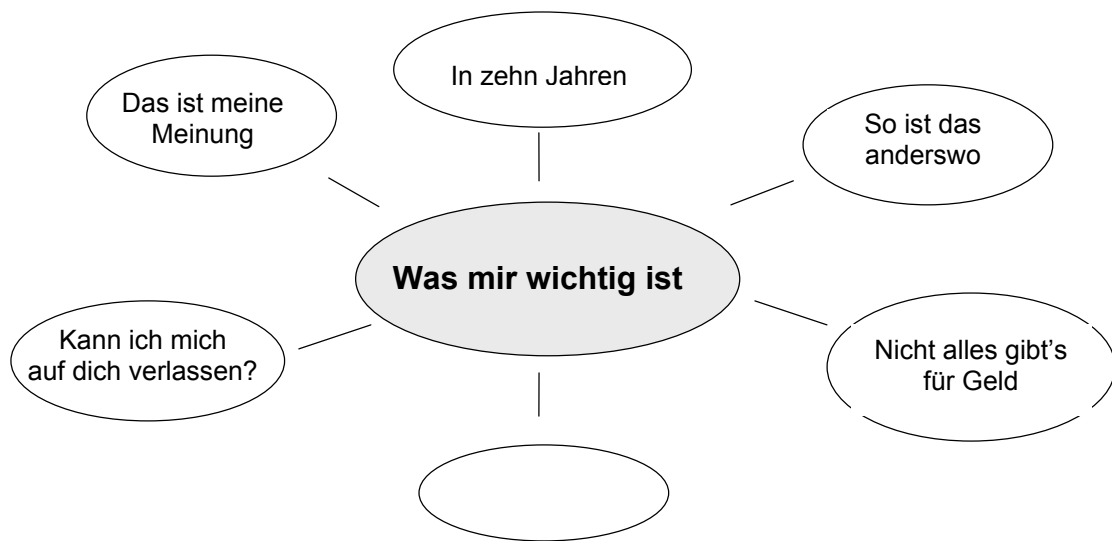 In zehn Jahren
Das ist meine
Meinung
So ist das
anderswo
Was mir wichtig ist
Kann ich mich
auf dich verlassen?
Nicht alles gibt's
für Geld